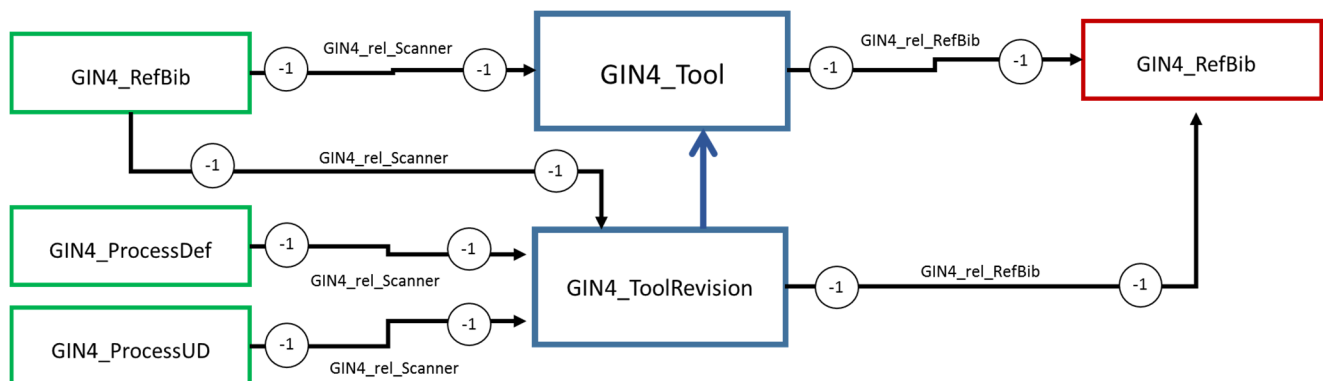 GIN4_RefBib
-1
GIN4_rel_Scanner
-1
GIN4_Tool
-1
GIN4_rel_RefBib
-1
GIN4_RefBib
-1
GIN4_rel_Scanner
-1
GIN4_ProcessDef
-1
GIN4_rel_Scanner
-1
GIN4_ToolRevision
-1
GIN4_rel_RefBib
-1
GIN4_ProcessUD
-1
GIN4_rel_Scanner
-1